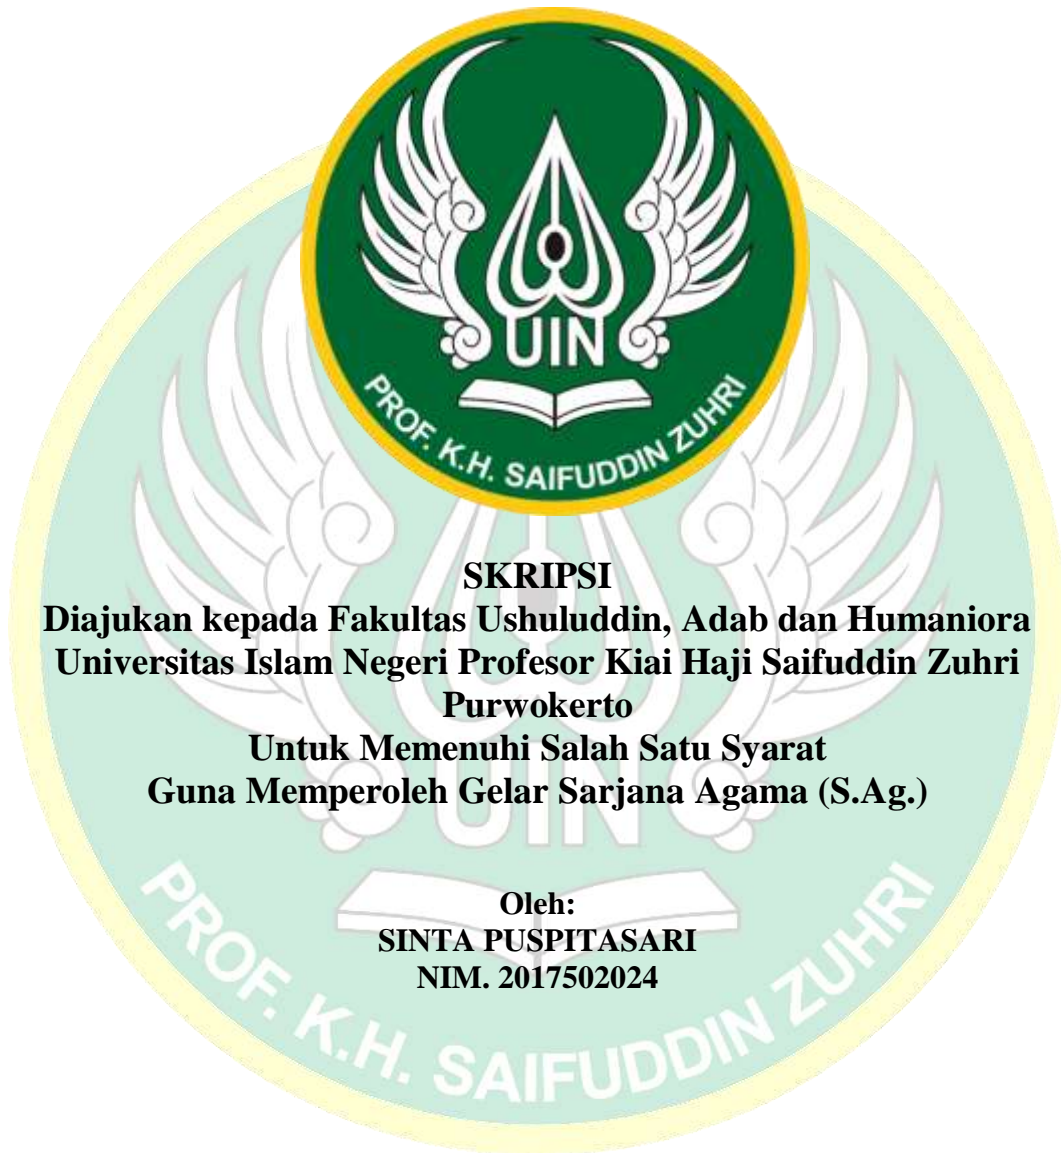 UIN
PROF. K.H. SAIFUDDIN ZUHRI
SKRIPSI
Diajukan kepada Fakultas Ushuluddin, Adab dan Humaniora
Universitas Islam Negeri Profesor Kiai Haji Saifuddin Zuhri
Purwokerto
Untuk Memenuhi Salah Satu Syarat
Guna Memperoleh Gelar Sarjana Agama (S.Ag.)
UIN
Oleh:
SINTA PUSPITASARI
NIM. 2017502024
PROF. K.H. SAIFUDDIN ZUHRI